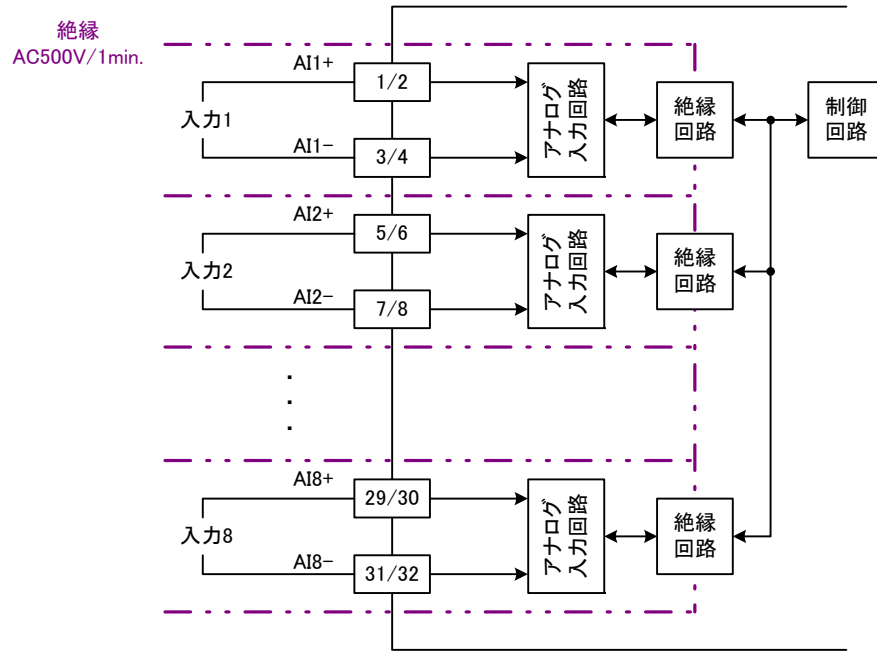 絶縁
AC500V/1min.
AI1+
1/2
入力1
AI1-
3/4
アナログ
入力回路
絶縁
回路
制御
回路
AI2+
5/6
入力2
AI2-
7/8
アナログ
入力回路
絶縁
回路
AI8+
29/30
入力8
AI8-
31/32
アナログ
入力回路
絶縁
回路